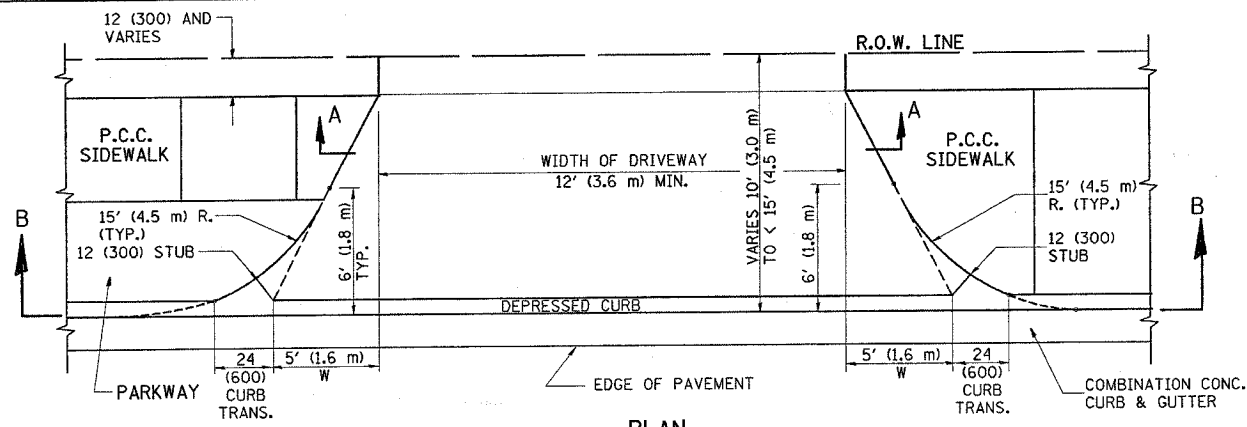 12 (300) AND
VARIES
R.O.W. LINE
A
A
P.C.C.
SIDEWALK
P.C.C.
SIDEWALK
WIDTH OF DRIVEWAY
12' (3.6 m) MIN.
VARIES 10' (3.0 m)
TO < 15' (4.5 m)
15' (4.5 m)
R. (TYP.)
B
15' (4.5 m) R.
(TYP.)
12 (300) STUB
6' (1.8 m)
TYP.
6' (1.8 m)
12 (300)
STUB
B
DEPRESSED CURB
24
(600)
CURB
TRANS.
5' (1.6 m)
W
PARKWAY
EDGE OF PAVEMENT
5' (1.6 m)
W
24
(600)
CURB
TRANS.
COMBINATION CONC.
CURB & GUTTER
PLAN